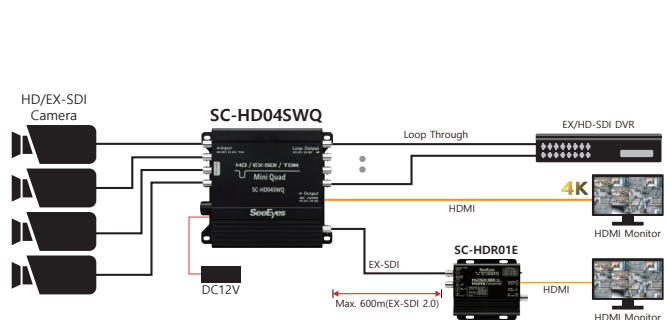 HD/EX-SDI
Camera
SC-HD04SWQ
Input
Loop Output
HD / EX-SDI / TDM
Mini Quad
SC-HD04SWQ
Output
SeeEyes
DC12V
Loop Through
EX/HD-SDI DVR
4K
HDMI
HDMI Monitor
EX-SDI
Max. 600m(EX-SDI 2.0)
SC-HDR01E
SeeEyes
HDMI
HDMI Monitor